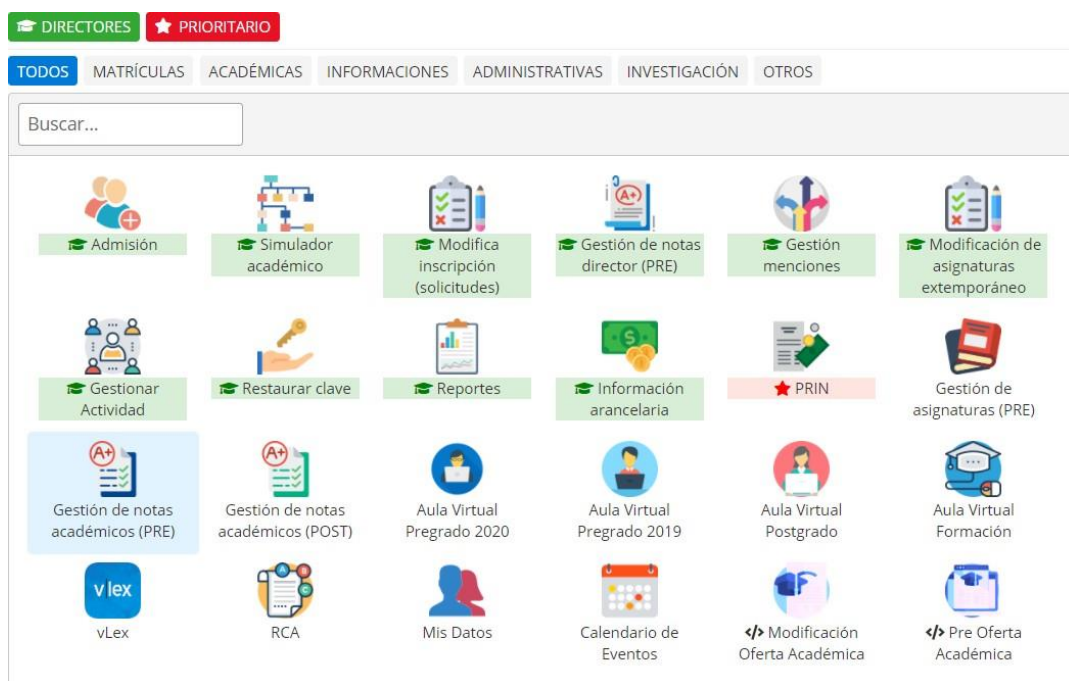 DIRECTORES PRIORITARIO
TODOS MATRÍCULAS ACADÉMICAS INFORMACIONES ADMINISTRATIVAS INVESTIGACIÓN OTROS
Buscar...
Admisión
Simulador
académico
Modifica
inscripción
(solicitudes)
A+
Gestión de notas
director (PRE)
Gestión
menciones
Modificación de
asignaturas
extemporáneo
Gestionar
Actividad
Restaurar clave
Reportes
$
Información
arancelaria
PRIN
Gestión de
asignaturas (PRE)
A+
Gestión de notas
académicos (PRE)
A+
Gestión de notas
académicos (POST)
Aula Virtual
Pregrado 2020
Aula Virtual
Pregrado 2019
Aula Virtual
Postgrado
Aula Virtual
Formación
vlex
vLex
A B C
RCA
Mis Datos
Calendario de
Eventos
</> Modificación
Oferta Académica
</> Pre Oferta
Académica